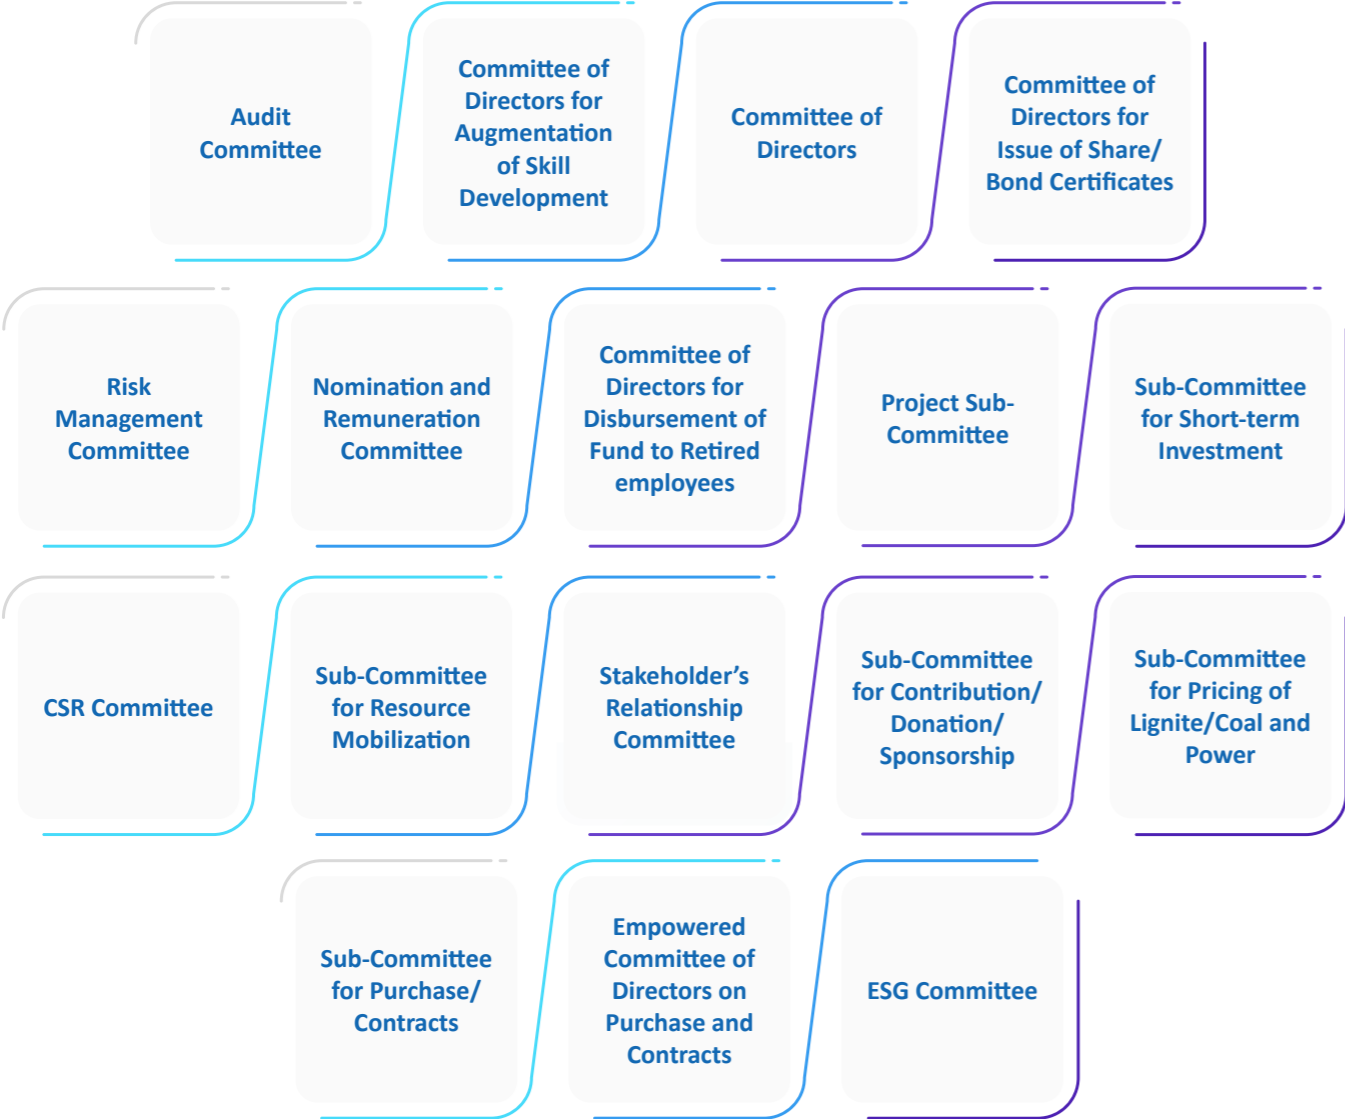 Audit
Committee
Committee of
Directors for
Augmentation
of Skill
Development
Committee of
Directors
Committee of
Directors for
Issue of Share/
Bond Certificates
Risk
Management
Committee
Nomination and
Remuneration
Committee
Committee of
Directors for
Disbursement of
Fund to Retired
employees
Project Sub-
Committee
Sub-Committee
for Short-term
Investment
CSR Committee
Sub-Committee
for Resource
Mobilization
Stakeholder’s
Relationship
Committee
Sub-Committee
for Contribution/
Donation/
Sponsorship
Sub-Committee
for Pricing of
Lignite/Coal and
Power
Sub-Committee
for Purchase/
Contracts
Empowered
Committee of
Directors on
Purchase and
Contracts
ESG Committee